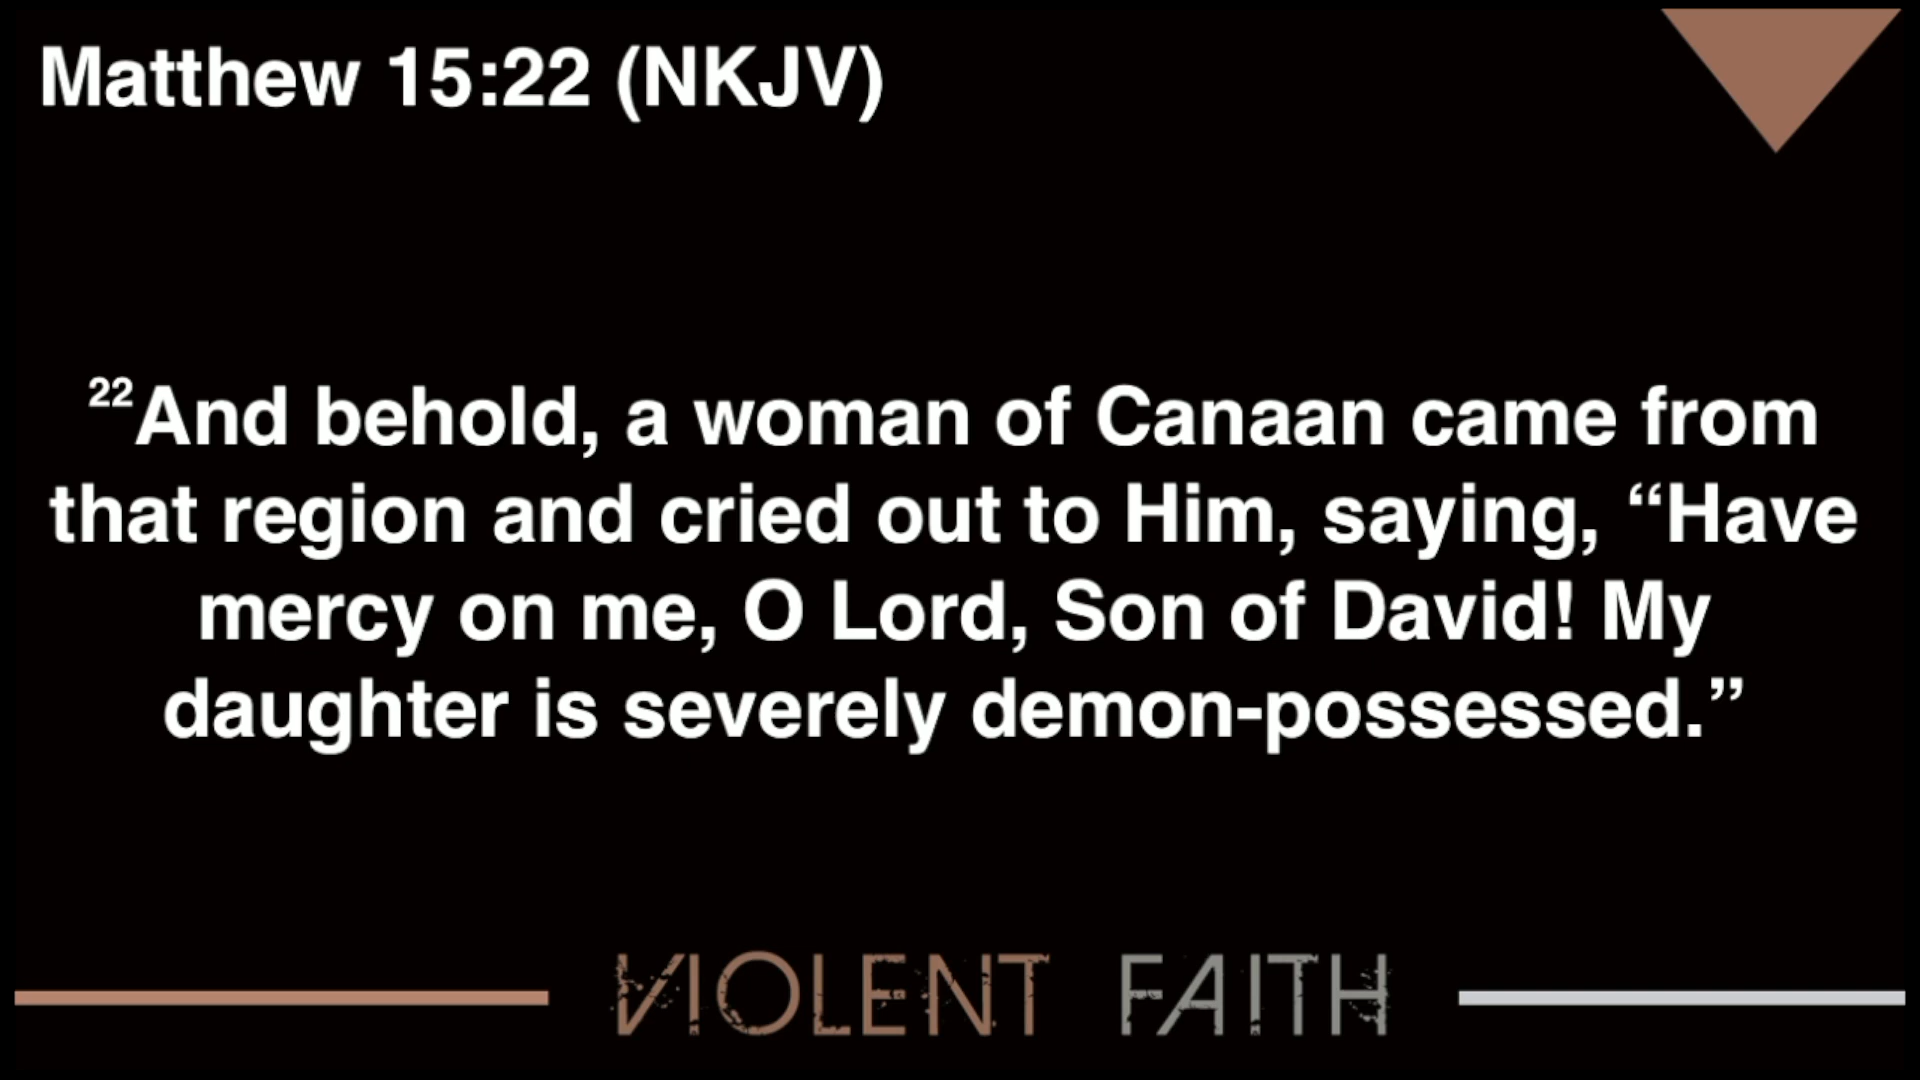 Matthew 15:22 (NKJV)
²²And behold, a woman of Canaan came from
that region and cried out to Him, saying, “Have
mercy on me, O Lord, Son of David! My
daughter is severely demon-possessed.”
VIOLENT FAITH